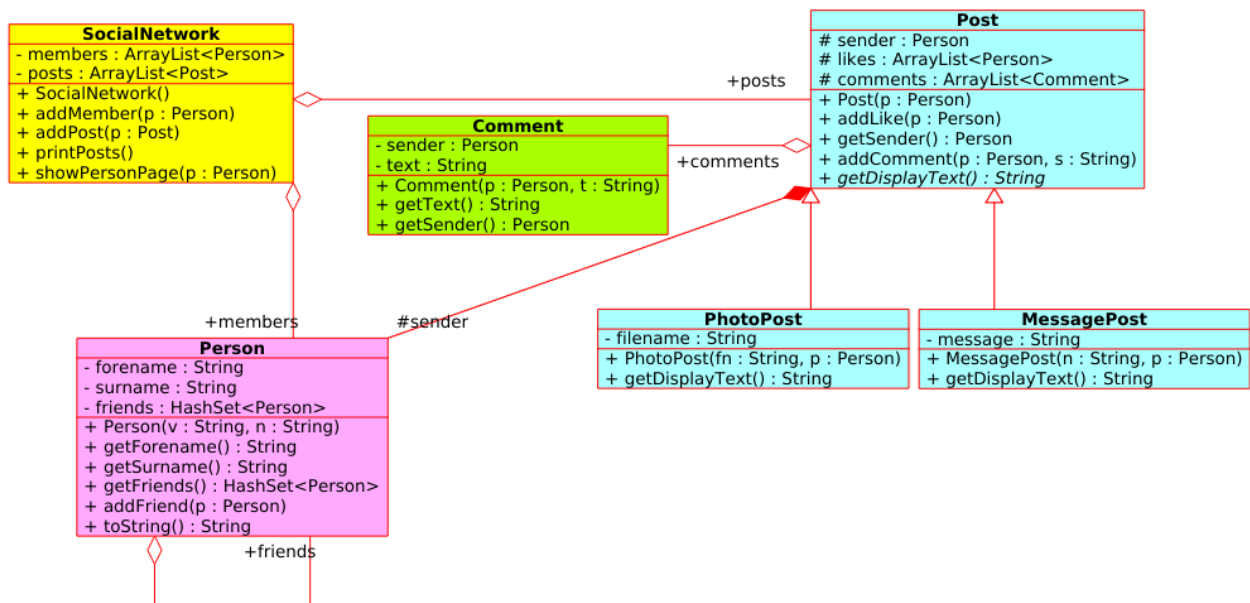 SocialNetwork
- members : ArrayList<Person>
- posts : ArrayList<Post>
+ SocialNetwork()
+ addMember(p : Person)
+ addPost(p : Post)
+ printPosts()
+ showPersonPage(p : Person)
+posts
Post
# sender : Person
# likes : ArrayList<Person>
# comments : ArrayList<Comment>
+ Post(p : Person)
+ addLike(p : Person)
+ getSender() : Person
+ addComment(p : Person, s : String)
+ getDisplayText() : String
Comment
- sender : Person
- text : String
+ Comment(p : Person, t : String)
+ getText() : String
+ getSender() : Person
+comments
+members
#sender
Person
- forename : String
- surname : String
- friends : HashSet<Person>
+ Person(v : String, n : String)
+ getForename() : String
+ getSurname() : String
+ getFriends() : HashSet<Person>
+ addFriend(p : Person)
+ toString() : String
+friends
PhotoPost
- filename : String
+ PhotoPost(fn : String, p : Person)
+ getDisplayText() : String
MessagePost
- message : String
+ MessagePost(n : String, p : Person)
+ getDisplayText() : String